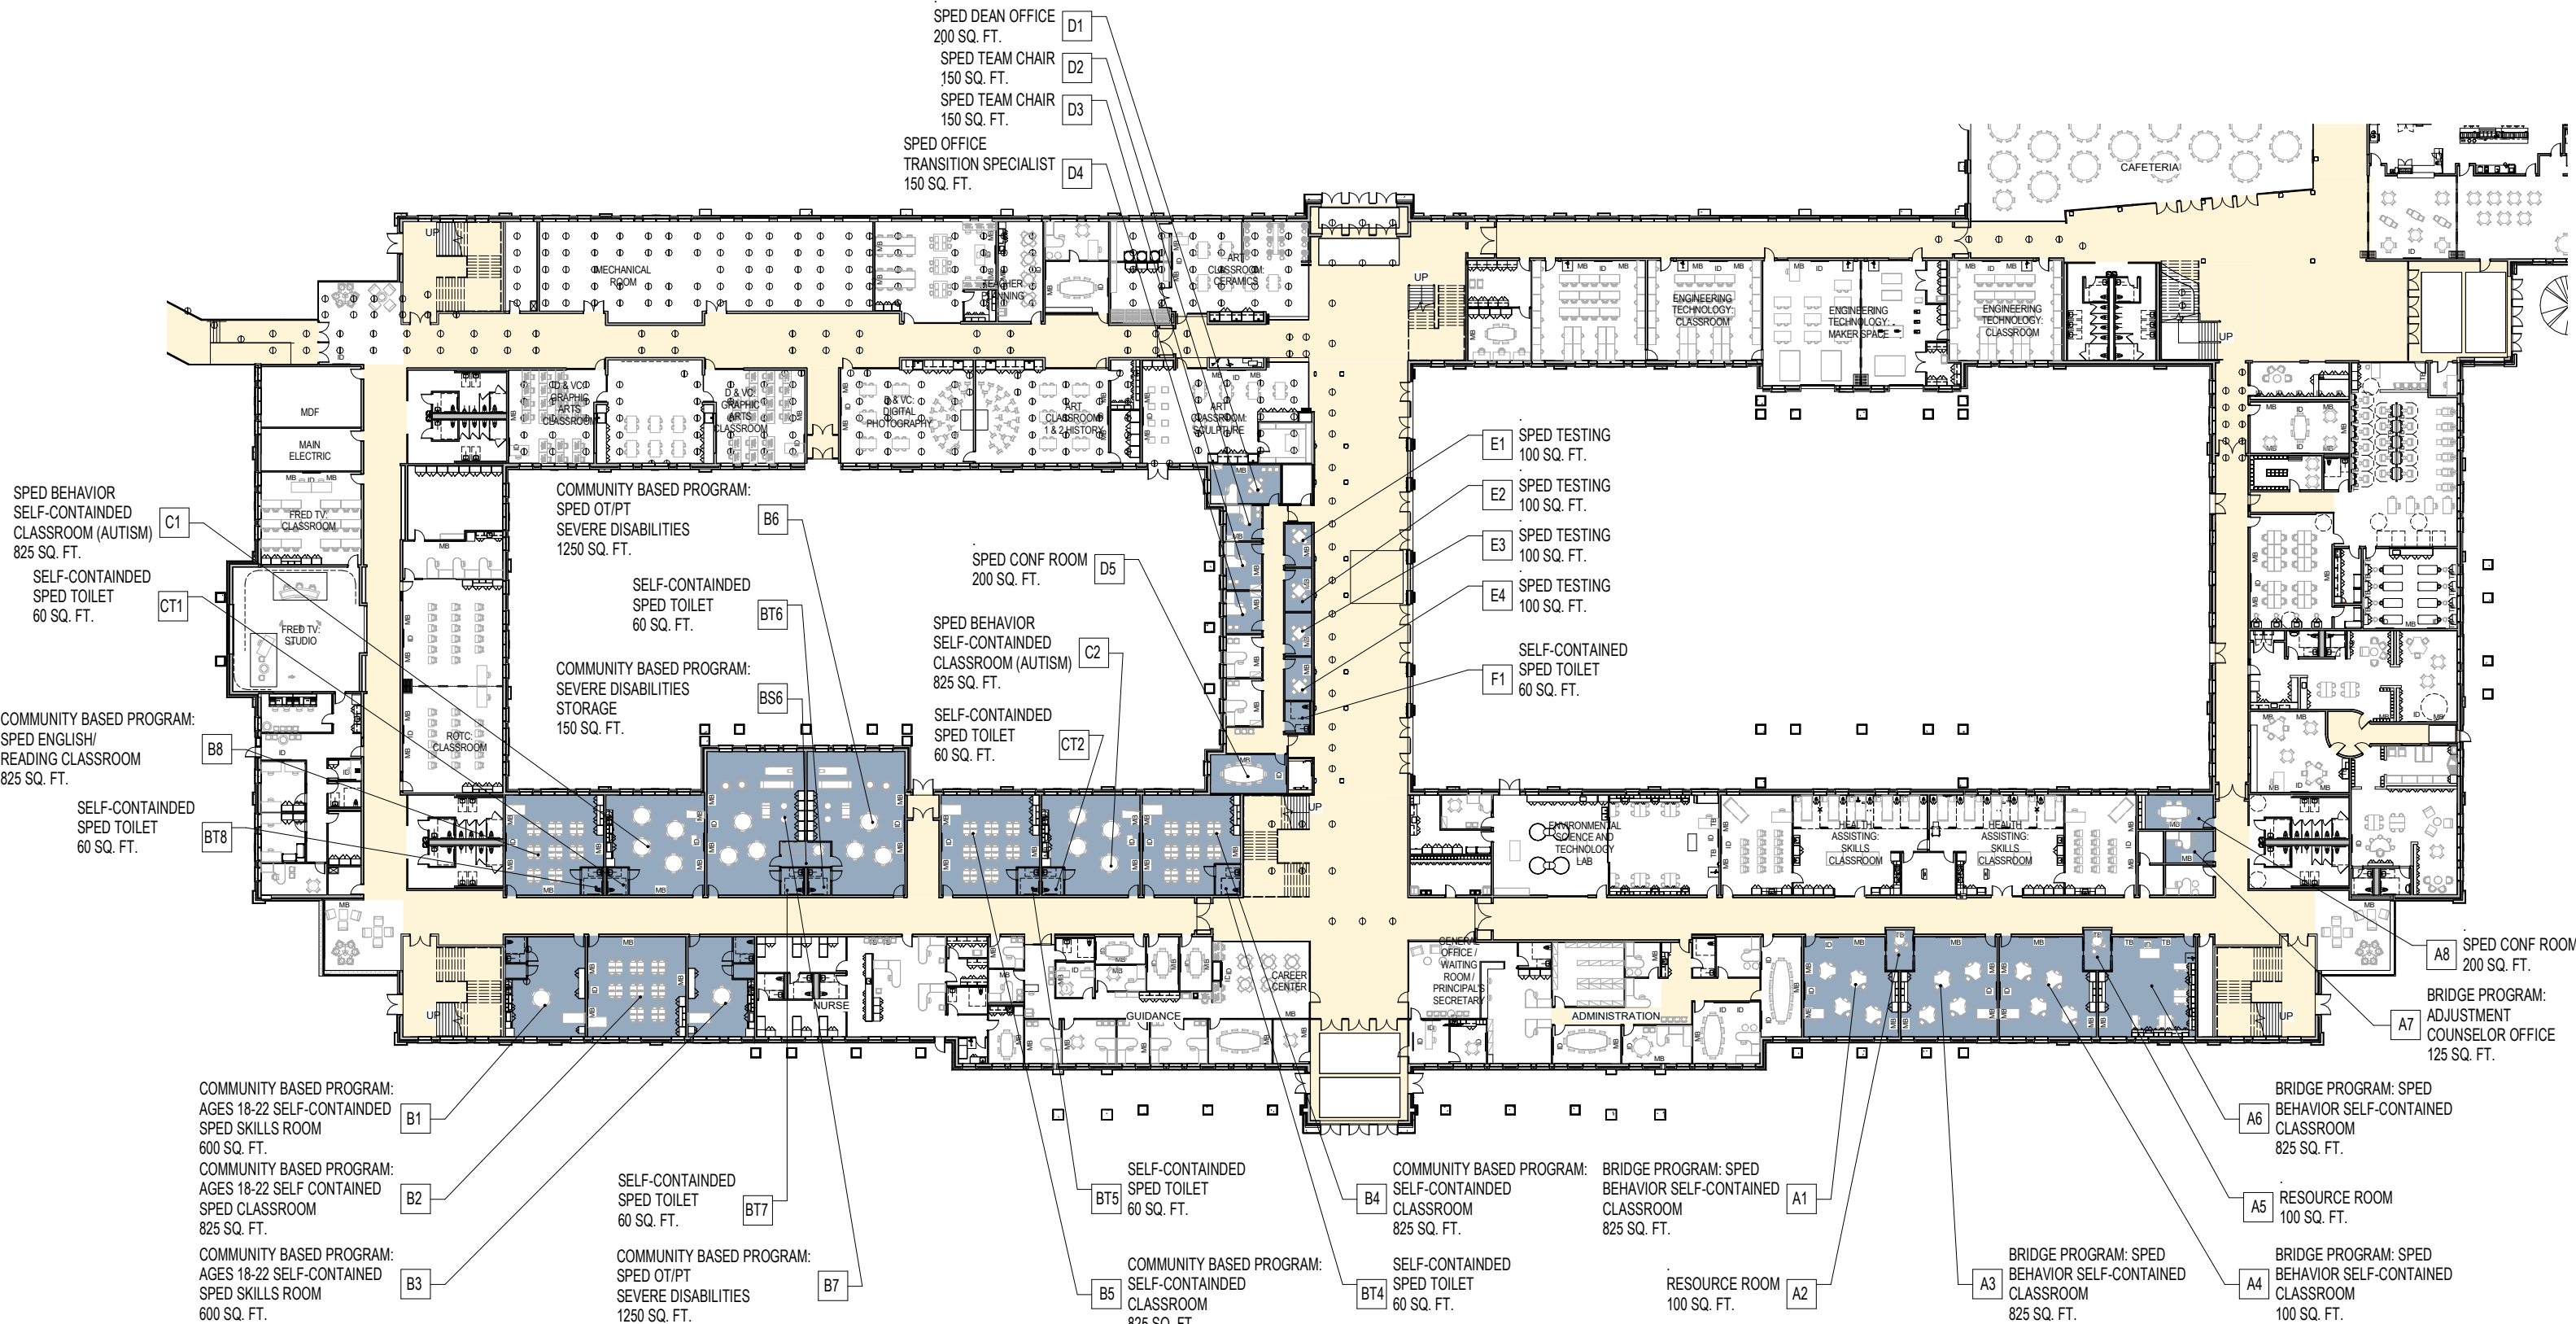 SPED DEAN OFFICE
200 SQ. FT.
D1
SPED TEAM CHAIR
150 SQ. FT.
D2
SPED TEAM CHAIR
150 SQ. FT.
D3
SPED OFFICE
TRANSITION SPECIALIST
150 SQ. FT.
D4
CAFETERIA
UP
MECHANICAL
ROOM
ART
CLASSROOM:
CERAMICS
UP
ENGINEERING
TECHNOLOGY:
CLASSROOM
ENGINEERING
TECHNOLOGY:
MAKER SPACE
ENGINEERING
TECHNOLOGY:
CLASSROOM
UP
MDF
MAIN
ELECTRIC
D & VC
GRAPHIC
ARTS
CLASSROOM
D & VC
GRAPHIC
ARTS
CLASSROOM
D & VC:
DIGITAL
PHOTOGRAPHY
ART
CLASSROOM:
1 & 2 HISTORY
ART
CLASSROOM:
SCULPTURE
FRED TV:
CLASSROOM
FRED TV:
STUDIO
ROTC:
CLASSROOM
SPED BEHAVIOR
SELF-CONTAINDED
CLASSROOM (AUTISM)
825 SQ. FT.
C1
SELF-CONTAINDED
SPED TOILET
60 SQ. FT.
CT1
COMMUNITY BASED PROGRAM:
SPED ENGLISH/
READING CLASSROOM
825 SQ. FT.
B8
SELF-CONTAINDED
SPED TOILET
60 SQ. FT.
BT8
COMMUNITY BASED PROGRAM:
SPED OT/PT
SEVERE DISABILITIES
1250 SQ. FT.
B6
SELF-CONTAINDED
SPED TOILET
60 SQ. FT.
BT6
COMMUNITY BASED PROGRAM:
SEVERE DISABILITIES
STORAGE
150 SQ. FT.
BS6
SPED CONF ROOM
200 SQ. FT.
D5
SPED BEHAVIOR
SELF-CONTAINDED
CLASSROOM (AUTISM)
825 SQ. FT.
C2
SELF-CONTAINDED
SPED TOILET
60 SQ. FT.
CT2
E1
SPED TESTING
100 SQ. FT.
E2
SPED TESTING
100 SQ. FT.
E3
SPED TESTING
100 SQ. FT.
E4
SPED TESTING
100 SQ. FT.
F1
SELF-CONTAINED
SPED TOILET
60 SQ. FT.
UP
ENVIRONMENTAL
SCIENCE AND
TECHNOLOGY
LAB
HEALTH
ASSISTING:
SKILLS
CLASSROOM
HEALTH
ASSISTING:
SKILLS
CLASSROOM
UP
NURSE
GUIDANCE
CAREER
CENTER
GENERAL
OFFICE /
WAITING
ROOM /
PRINCIPAL'S
SECRETARY
ADMINISTRATION
UP
A8
SPED CONF ROOM
200 SQ. FT.
A7
BRIDGE PROGRAM:
ADJUSTMENT
COUNSELOR OFFICE
125 SQ. FT.
COMMUNITY BASED PROGRAM:
AGES 18-22 SELF-CONTAINDED
SPED SKILLS ROOM
600 SQ. FT.
B1
COMMUNITY BASED PROGRAM:
AGES 18-22 SELF CONTAINED
SPED CLASSROOM
825 SQ. FT.
B2
COMMUNITY BASED PROGRAM:
AGES 18-22 SELF-CONTAINED
SPED SKILLS ROOM
600 SQ. FT.
B3
SELF-CONTAINDED
SPED TOILET
60 SQ. FT.
BT7
COMMUNITY BASED PROGRAM:
SPED OT/PT
SEVERE DISABILITIES
1250 SQ. FT.
B7
BT5
SELF-CONTAINDED
SPED TOILET
60 SQ. FT.
B5
COMMUNITY BASED PROGRAM:
SELF-CONTAINDED
CLASSROOM
825 SQ. FT.
B4
COMMUNITY BASED PROGRAM:
SELF-CONTAINDED
CLASSROOM
825 SQ. FT.
BT4
SELF-CONTAINDED
SPED TOILET
60 SQ. FT.
BRIDGE PROGRAM: SPED
BEHAVIOR SELF-CONTAINED
CLASSROOM
825 SQ. FT.
A1
RESOURCE ROOM
100 SQ. FT.
A2
A3
BRIDGE PROGRAM: SPED
BEHAVIOR SELF-CONTAINED
CLASSROOM
825 SQ. FT.
A6
BRIDGE PROGRAM: SPED
BEHAVIOR SELF-CONTAINED
CLASSROOM
825 SQ. FT.
A5
RESOURCE ROOM
100 SQ. FT.
A4
BRIDGE PROGRAM: SPED
BEHAVIOR SELF-CONTAINED
CLASSROOM
100 SQ. FT.